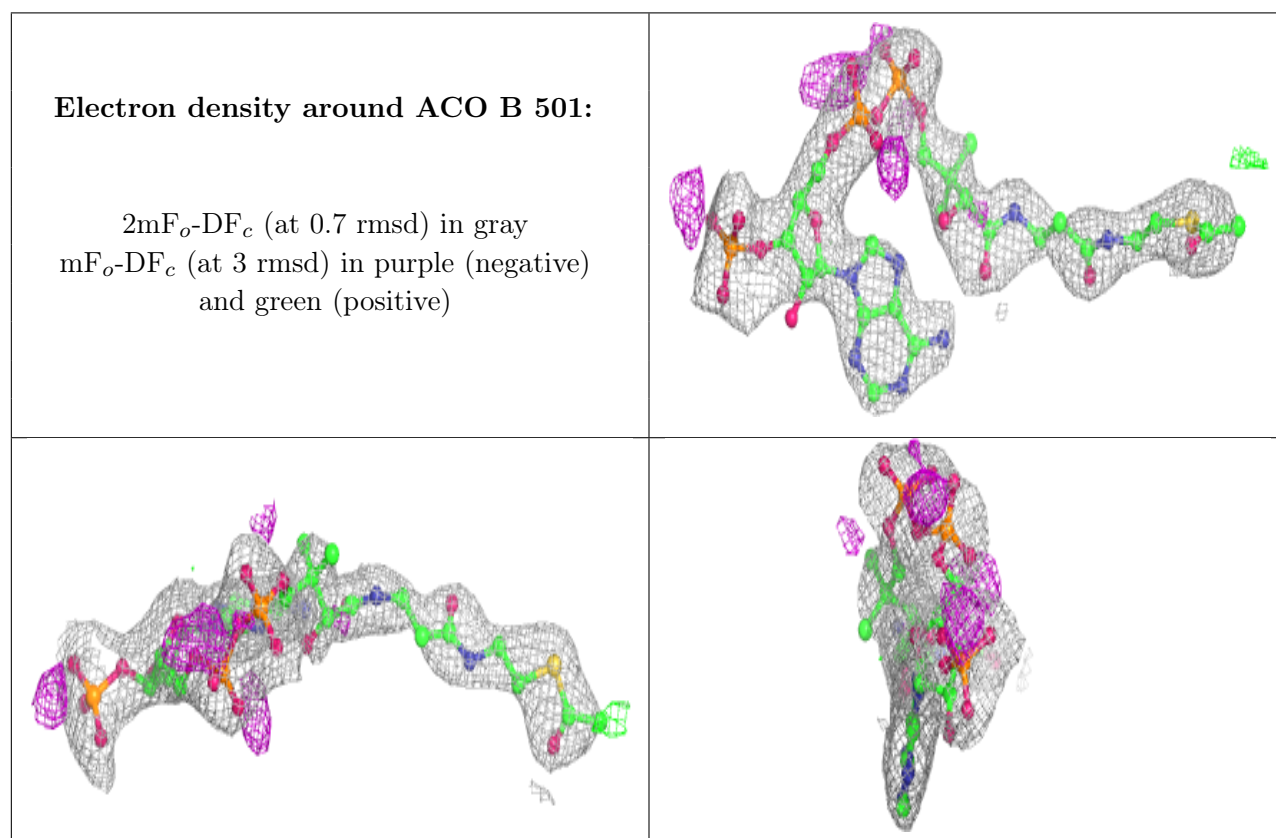 Electron density around ACO B 501:
2mFo-DFc (at 0.7 rmsd) in gray
mFo-DFc (at 3 rmsd) in purple (negative)
and green (positive)